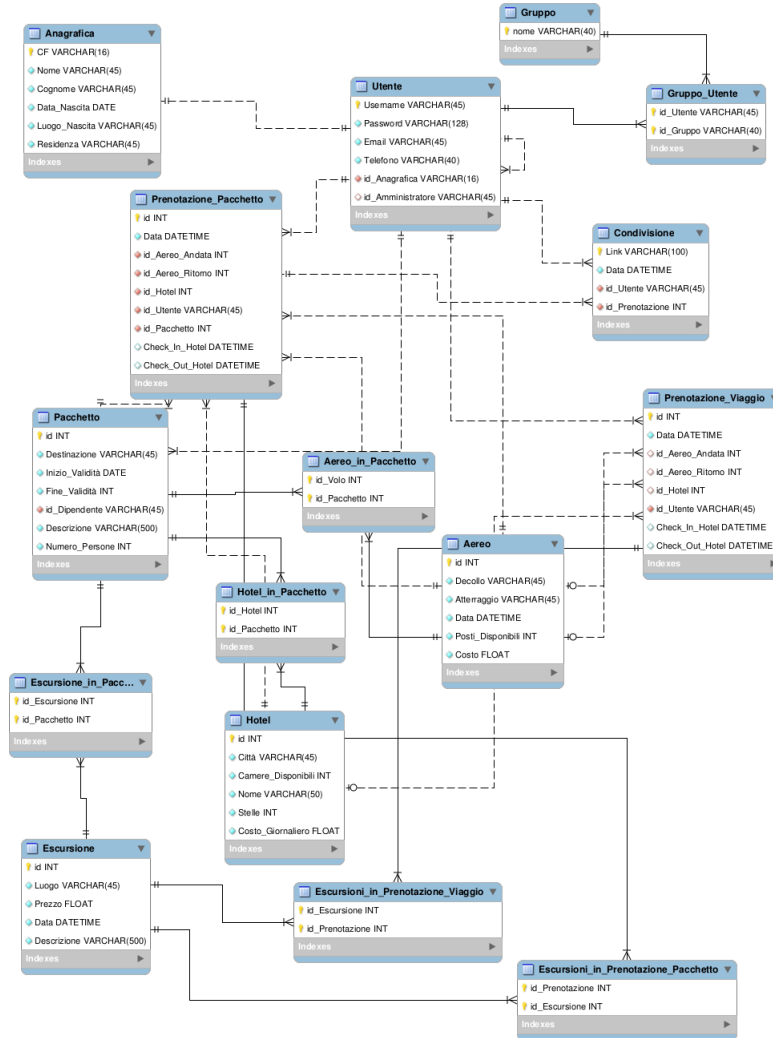 Gruppo
nome VARCHAR(40)
Indexes
Anagrafica
CF VARCHAR(16)
Nome VARCHAR(45)
Cognome VARCHAR(45)
Data_Nascita DATE
Luogo_Nascita VARCHAR(45)
Residenza VARCHAR(45)
Indexes
Utente
Username VARCHAR(45)
Password VARCHAR(128)
Email VARCHAR(45)
Telefono VARCHAR(40)
id_Anagrafica VARCHAR(16)
id_Amministratore VARCHAR(45)
Indexes
Gruppo_Utente
id_Utente VARCHAR(45)
id_Gruppo VARCHAR(40)
Indexes
Prenotazione_Pacchetto
id INT
Data DATETIME
id_Aereo_Andata INT
id_Aereo_Ritorno INT
id_Hotel INT
id_Utente VARCHAR(45)
id_Pacchetto INT
Check_In_Hotel DATETIME
Check_Out_Hotel DATETIME
Indexes
Condivisione
Link VARCHAR(100)
Data DATETIME
id_Utente VARCHAR(45)
id_Prenotazione INT
Indexes
Prenotazione_Viaggio
id INT
Data DATETIME
id_Aereo_Andata INT
id_Aereo_Ritorno INT
id_Hotel INT
id_Utente VARCHAR(45)
Check_In_Hotel DATETIME
Check_Out_Hotel DATETIME
Indexes
Pacchetto
id INT
Destinazione VARCHAR(45)
Inizio_Validità DATE
Fine_Validità INT
id_Dipendente VARCHAR(45)
Descrizione VARCHAR(500)
Numero_Persone INT
Indexes
Aereo_in_Pacchetto
id_Volo INT
id_Pacchetto INT
Indexes
Aereo
id INT
Decollo VARCHAR(45)
Atterraggio VARCHAR(45)
Data DATETIME
Posti_Disponibili INT
Costo FLOAT
Indexes
Hotel_in_Pacchetto
id_Hotel INT
id_Pacchetto INT
Indexes
Escursione_in_Pacc...
id_Escursione INT
id_Pacchetto INT
Indexes
Hotel
id INT
Città VARCHAR(45)
Camere_Disponibili INT
Nome VARCHAR(50)
Stelle INT
Costo_Giornaliero FLOAT
Indexes
Escursione
id INT
Luogo VARCHAR(45)
Prezzo FLOAT
Data DATETIME
Descrizione VARCHAR(500)
Indexes
Escursioni_in_Prenotazione_Viaggio
id_Escursione INT
id_Prenotazione INT
Indexes
Escursioni_in_Prenotazione_Pacchetto
id_Prenotazione INT
id_Escursione INT
Indexes